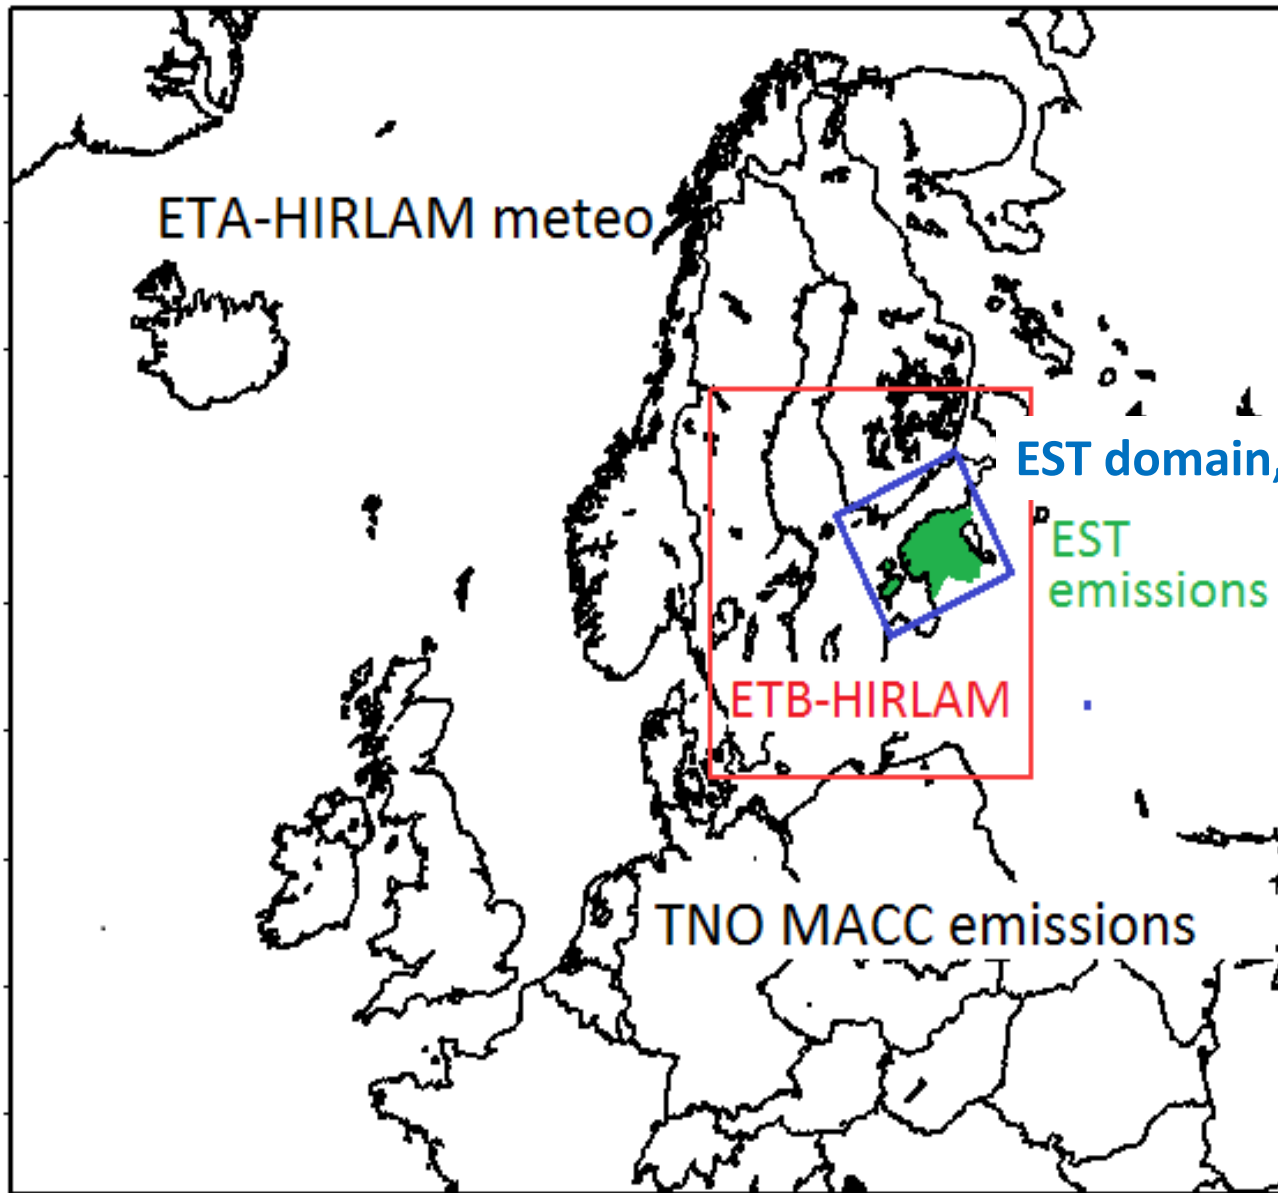 ETA-HIRLAM meteo
EST domain,
EST
emissions
ETB-HIRLAM
TNO MACC emissions